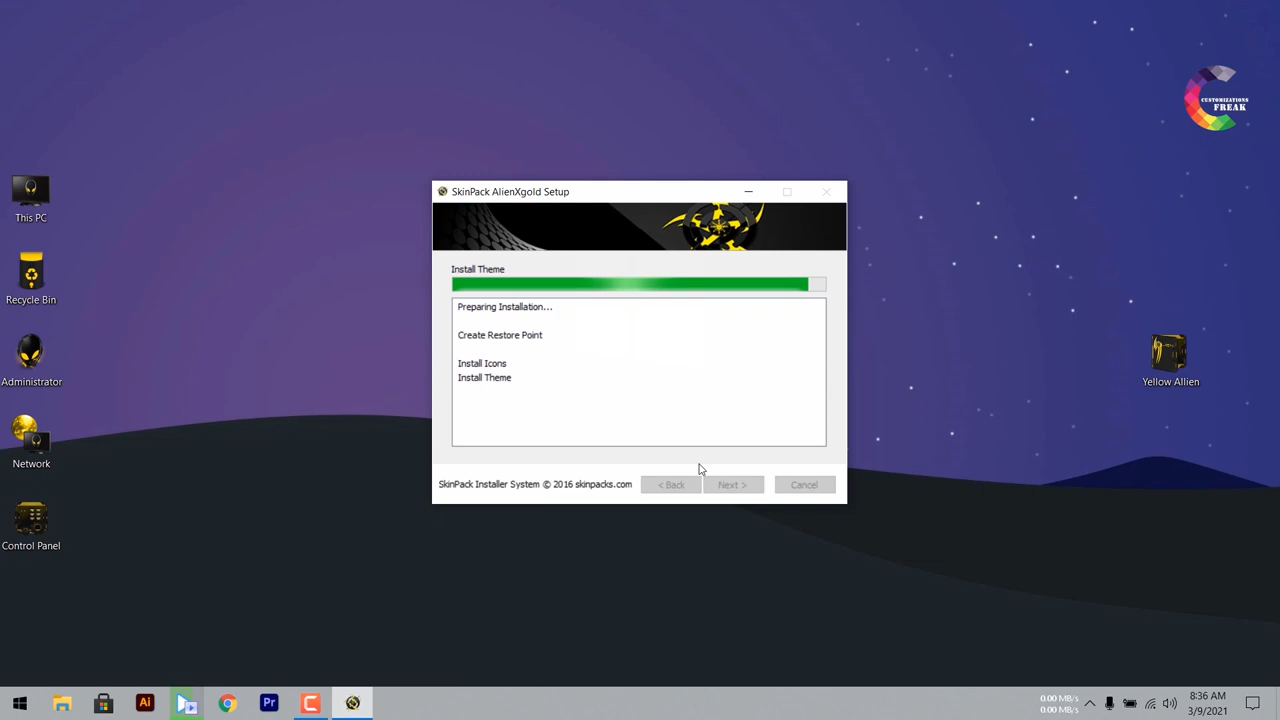 CUSTOMIZATIONS
FREAK
This PC
Recycle Bin
Administrator
Network
Control Panel
Yellow Allien
SkinPack AlienXgold Setup
Install Theme
Preparing Installation...
Create Restore Point
Install Icons
Install Theme
SkinPack Installer System © 2016 skinpacks.com
< Back
Next >
Cancel
Ai
Pr
0.00 MB/s
0.00 MB/s
8:36 AM
3/9/2021